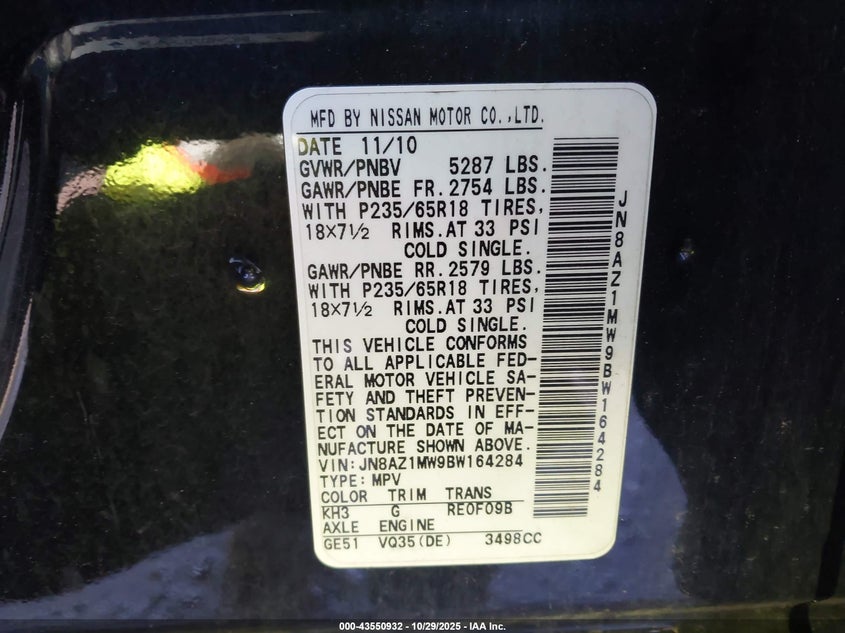 MFD BY NISSAN MOTOR CO.,LTD.
DATE 11/10
GVWR/PNBV 5287 LBS.
GAWR/PNBE FR. 2754 LBS.
WITH P235/65R18 TIRES,
18X7½ RIMS.AT 33 PSI
COLD SINGLE.
GAWR/PNBE RR. 2579 LBS.
WITH P235/65R18 TIRES,
18X7½ RIMS.AT 33 PSI
COLD SINGLE.
THIS VEHICLE CONFORMS
TO ALL APPLICABLE FED-
ERAL MOTOR VEHICLE SA-
FETY AND THEFT PREVEN-
TION STANDARDS IN EFF-
ECT ON THE DATE OF MA-
NUFACTURE SHOWN ABOVE.
VIN:JN8AZ1MW9BW164284
TYPE:MPV
COLOR TRIM TRANS
KH3 G RE0F09B
AXLE ENGINE
GE51 VQ35(DE) 3498CC
JN8AZ1MW9BW164284
000-43550932 - 10/29/2025 - IAA Inc.